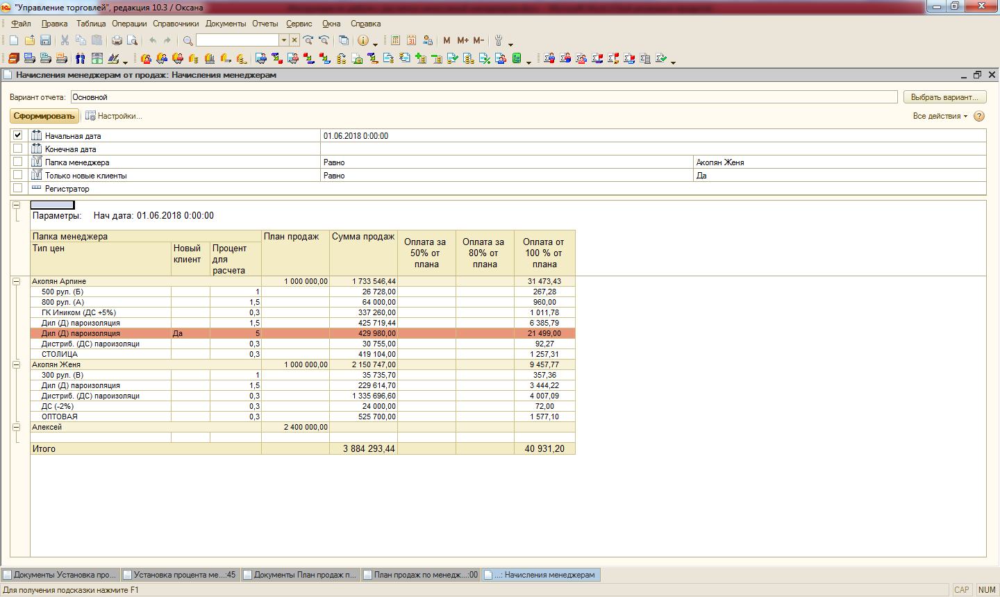 "Управление торговлей", редакция 10.3 / Оксана
Файл Правка Таблица Операции Справочники Документы Отчеты Сервис Окна Справка
M M+ M-
Начисления менеджерам от продаж: Начисления менеджерам
Вариант отчета: Основной Выбрать вариант...
Сформировать Настройки... Все действия
Начальная дата 01.06.2018 0:00:00
Конечная дата
Папка менеджера Равно Акопян Женя
Только новые клиенты Равно Да
Регистратор
Параметры: Нач дата: 01.06.2018 0:00:00
Папка менеджера План продаж Сумма продаж Оплата за 50% от плана Оплата за 80% от плана Оплата от 100 % от плана
Тип цен Новый клиент Процент для расчета
Акопян Арпине 1 000 000,00 1 733 546,44 31 473,43
500 рул. (Б) 1 26 728,00 267,28
800 рул. (А) 1,5 64 000,00 960,00
ГК Иником (ДС +5%) 0,3 337 260,00 1 011,78
Дил (Д) пароизоляция 1,5 425 719,44 6 385,79
Дил (Д) пароизоляция Да 5 429 980,00 21 499,00
Дистриб. (ДС) пароизоляци 0,3 30 755,00 92,27
СТОЛИЦА 0,3 419 104,00 1 257,31
Акопян Женя 1 000 000,00 2 150 747,00 9 457,77
300 рул. (В) 1 35 735,70 357,36
Дил (Д) пароизоляция 1,5 229 614,70 3 444,22
Дистриб. (ДС) пароизоляци 0,3 1 335 696,60 4 007,09
ДС (-2%) 0,3 24 000,00 72,00
ОПТОВАЯ 0,3 525 700,00 1 577,10
Алексей 2 400 000,00
Итого 3 884 293,44 40 931,20
Документы Установка про... Установка процента ме...:45 Документы План продаж п... План продаж по менедж...:00 ...: Начисления менеджерам
Для получения подсказки нажмите F1 CAP NUM